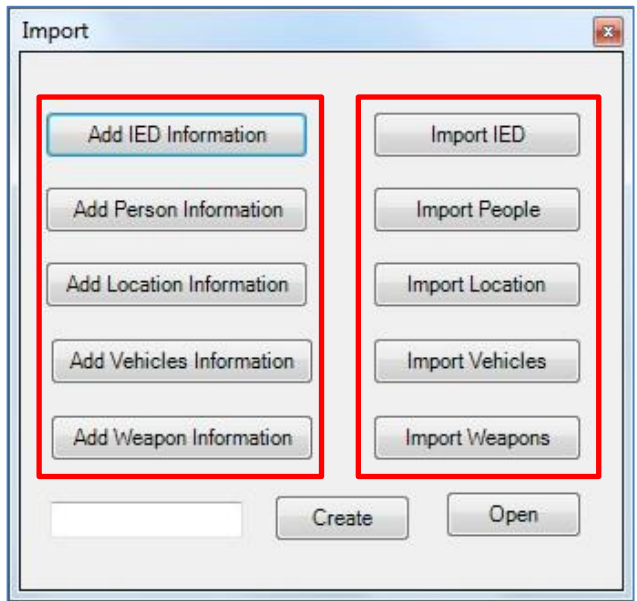 Import
Add IED Information
Import IED
Add Person Information
Import People
Add Location Information
Import Location
Add Vehicles Information
Import Vehicles
Add Weapon Information
Import Weapons
Create
Open